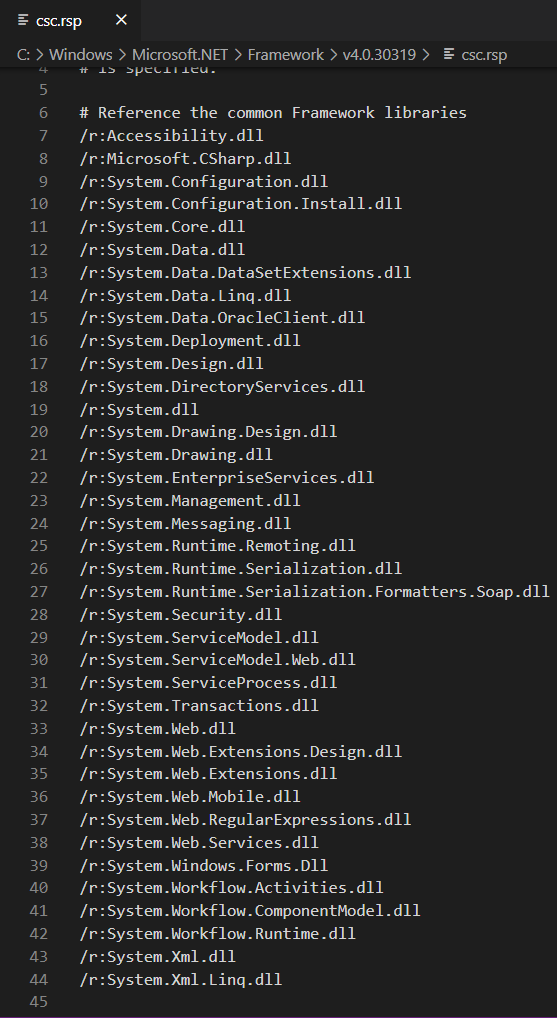 csc.rsp
C: > Windows > Microsoft.NET > Framework > v4.0.30319 > csc.rsp
4 # is specified.
5
6 # Reference the common Framework libraries
7 /r:Accessibility.dll
8 /r:Microsoft.CSharp.dll
9 /r:System.Configuration.dll
10 /r:System.Configuration.Install.dll
11 /r:System.Core.dll
12 /r:System.Data.dll
13 /r:System.Data.DataSetExtensions.dll
14 /r:System.Data.Linq.dll
15 /r:System.Data.OracleClient.dll
16 /r:System.Deployment.dll
17 /r:System.Design.dll
18 /r:System.DirectoryServices.dll
19 /r:System.dll
20 /r:System.Drawing.Design.dll
21 /r:System.Drawing.dll
22 /r:System.EnterpriseServices.dll
23 /r:System.Management.dll
24 /r:System.Messaging.dll
25 /r:System.Runtime.Remoting.dll
26 /r:System.Runtime.Serialization.dll
27 /r:System.Runtime.Serialization.Formatters.Soap.dll
28 /r:System.Security.dll
29 /r:System.ServiceModel.dll
30 /r:System.ServiceModel.Web.dll
31 /r:System.ServiceProcess.dll
32 /r:System.Transactions.dll
33 /r:System.Web.dll
34 /r:System.Web.Extensions.Design.dll
35 /r:System.Web.Extensions.dll
36 /r:System.Web.Mobile.dll
37 /r:System.Web.RegularExpressions.dll
38 /r:System.Web.Services.dll
39 /r:System.Windows.Forms.Dll
40 /r:System.Workflow.Activities.dll
41 /r:System.Workflow.ComponentModel.dll
42 /r:System.Workflow.Runtime.dll
43 /r:System.Xml.dll
44 /r:System.Xml.Linq.dll
45